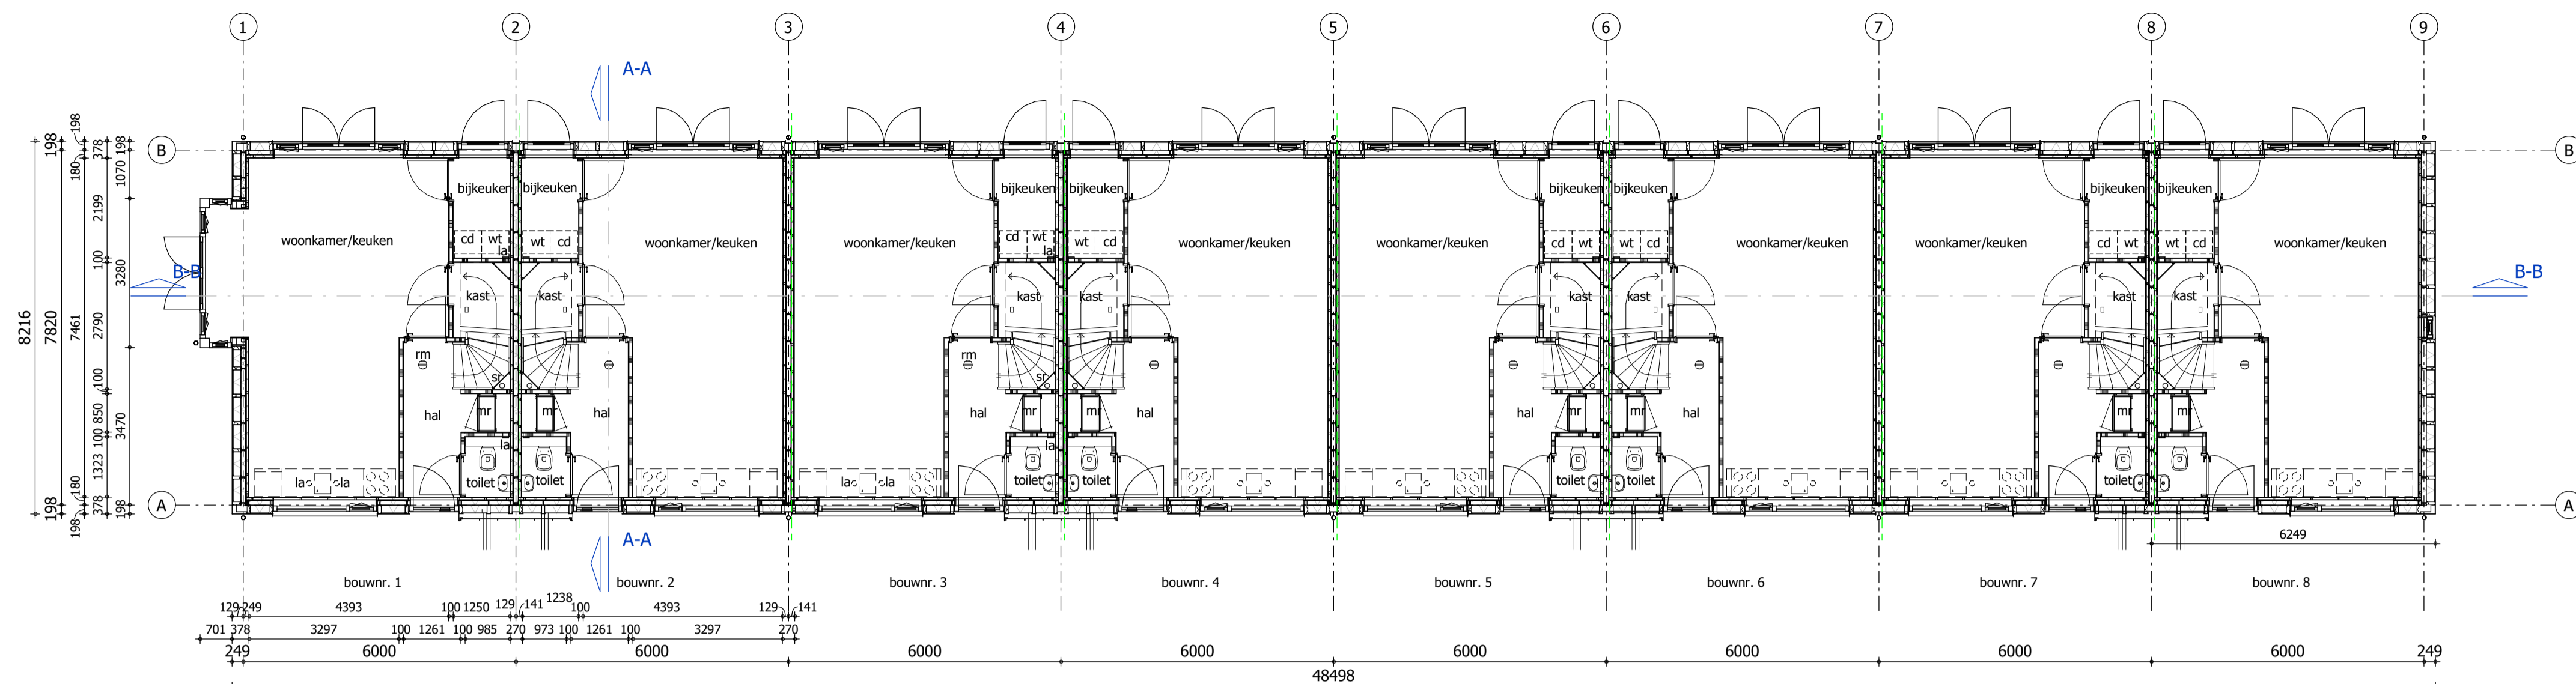 1 2 3 4 5 6 7 8 9
A-A
B B
198 198 378 198
1800 1070
bijkeuken bijkeuken bijkeuken bijkeuken bijkeuken bijkeuken bijkeuken bijkeuken
2199
woonkamer/keuken woonkamer/keuken woonkamer/keuken woonkamer/keuken woonkamer/keuken woonkamer/keuken woonkamer/keuken woonkamer/keuken
cd wt wt cd cd wt wt cd cd wt wt cd cd wt wt cd
la la
100 3280
B-B B-B
kast kast kast kast kast kast kast kast
8216 7820 7461 2790
rm rm
100
sr sr
850 3470
hal mr mr hal hal mr mr hal hal mr mr hal mr mr
100
la la
1323
180
la la toilet toilet la la toilet toilet toilet toilet toilet toilet
198 378 198
198
A A
6249
A-A
bouwnr. 1 bouwnr. 2 bouwnr. 3 bouwnr. 4 bouwnr. 5 bouwnr. 6 bouwnr. 7 bouwnr. 8
129 249 4393 100 1250 129 141 1238 100 4393 129 141
701 378 3297 100 1261 100 985 270 973 100 1261 100 3297 270
249 6000 6000 6000 6000 6000 6000 6000 6000 249
48498